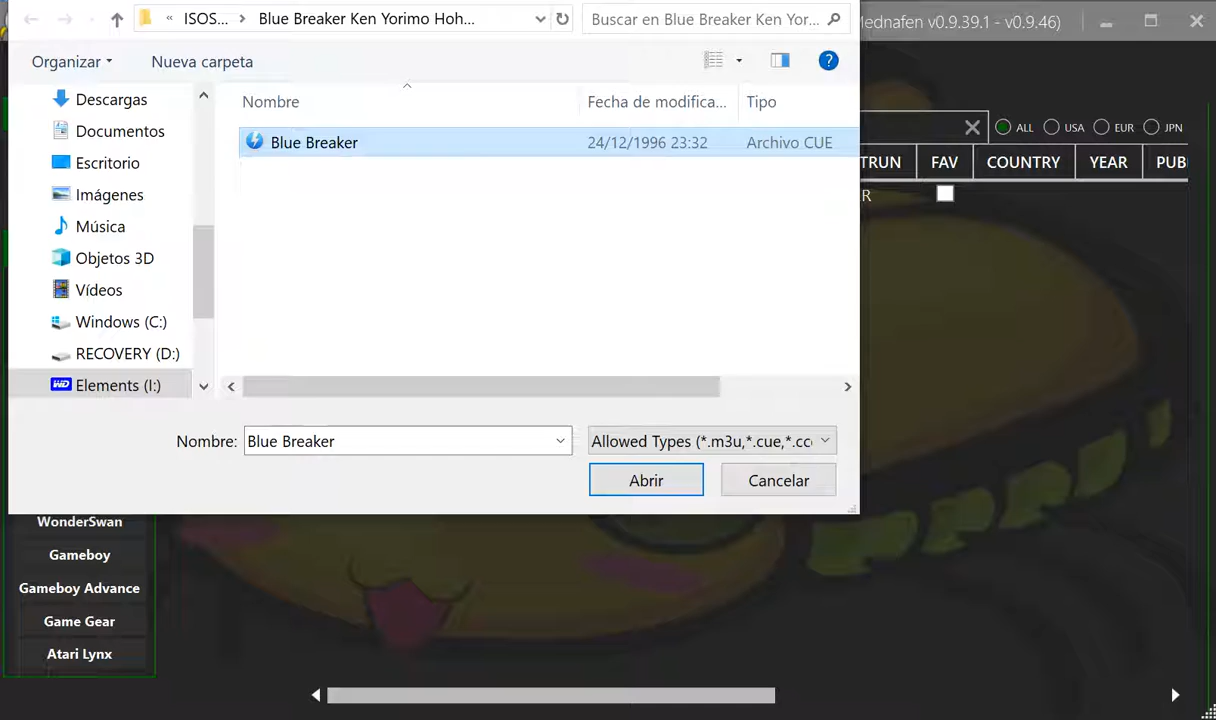 « ISOS... > Blue Breaker Ken Yorimo Hoh...
Buscar en Blue Breaker Ken Yor...
Mednafen v0.9.39.1 - v0.9.46)
Organizar
Nueva carpeta
?
Nombre
Fecha de modifica...
Tipo
Blue Breaker
24/12/1996 23:32
Archivo CUE
Descargas
Documentos
Escritorio
Imágenes
Música
Objetos 3D
Vídeos
Windows (C:)
RECOVERY (D:)
WD Elements (I:)
Nombre: Blue Breaker
Allowed Types (*.m3u,*.cue,*.cc
Abrir
Cancelar
ALL
USA
EUR
JPN
TRUN
FAV
COUNTRY
YEAR
PUB
R
WonderSwan
Gameboy
Gameboy Advance
Game Gear
Atari Lynx